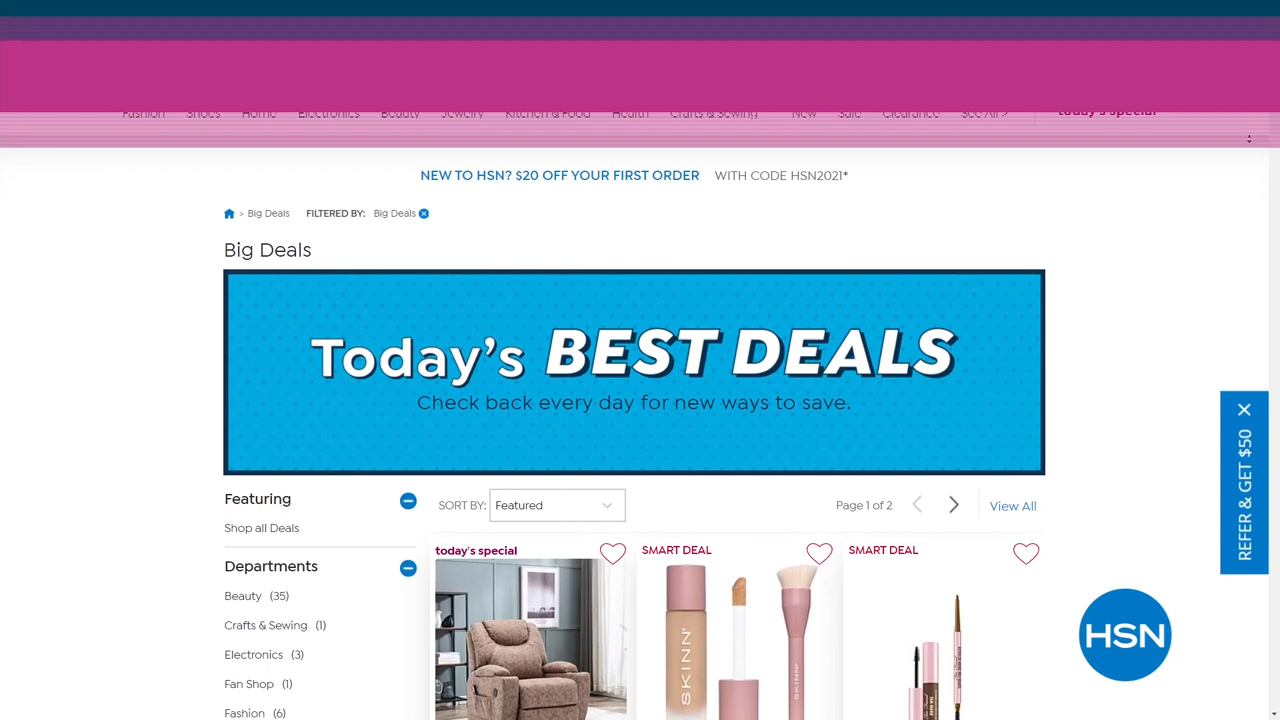 Fashion Shoes Home Electronics Beauty Jewelry Kitchen & Food Health Crafts & Sewing New Sale Clearance See All > today's special
NEW TO HSN? $20 OFF YOUR FIRST ORDER WITH CODE HSN2021*
> Big Deals FILTERED BY: Big Deals
Big Deals
Today's BEST DEALS
Check back every day for new ways to save.
Featuring
Shop all Deals
SORT BY: Featured
Page 1 of 2
View All
Departments
Beauty (35)
Crafts & Sewing (1)
Electronics (3)
Fan Shop (1)
Fashion (6)
today's special
SMART DEAL
SMART DEAL
SKINN
SKINN
REFER & GET $50
HSN